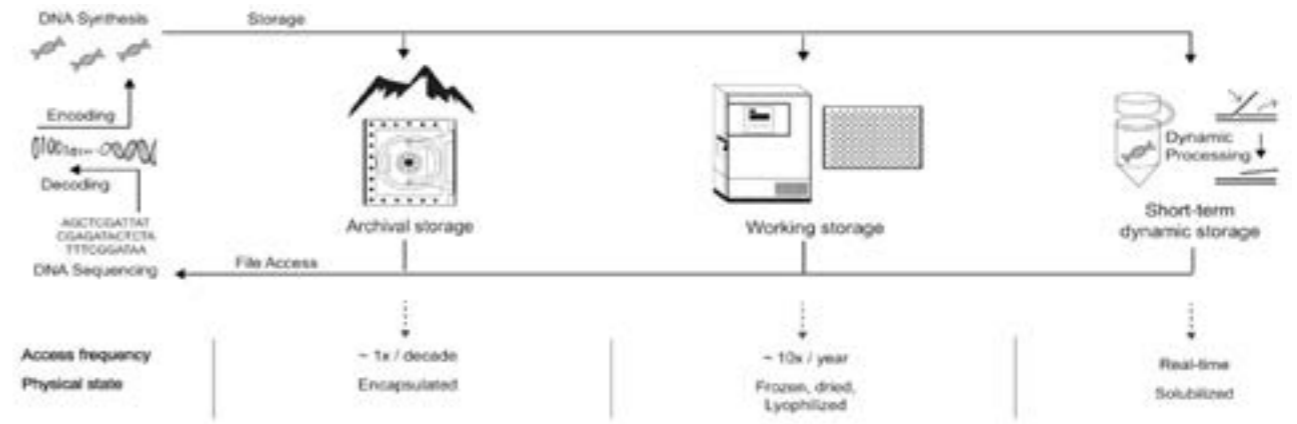 DNA Synthesis
Storage
Encoding
Decoding
AGCTCGATTAT
CGAGATACTCTA
TTTCGGATAA
DNA Sequencing
File Access
Archival storage
Working storage
Dynamic
Processing
Short-term
dynamic storage
Access frequency
~ 1x / decade
~ 10x / year
Real-time
Physical state
Encapsulated
Frozen, dried,
Lyophilized
Solubilized